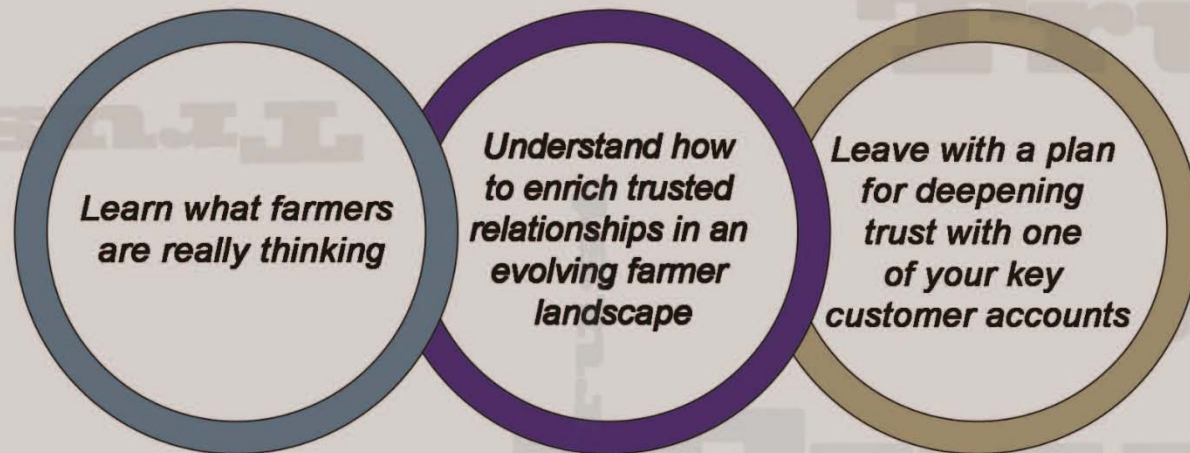 Learn what farmers
are really thinking
Understand how
to enrich trusted
relationships in an
evolving farmer
landscape
Leave with a plan
for deepening
trust with one
of your key
customer accounts